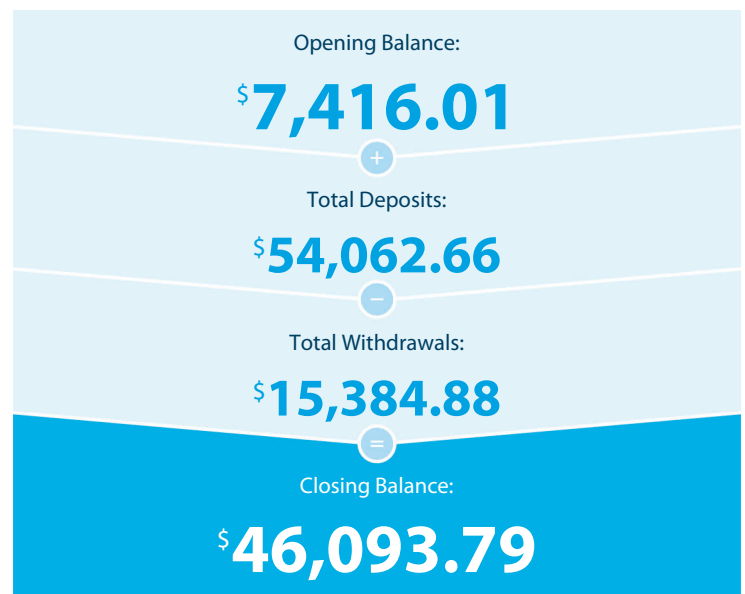 Opening Balance:
$7,416.01
+
Total Deposits:
$54,062.66
−
Total Withdrawals:
$15,384.88
=
Closing Balance:
$46,093.79